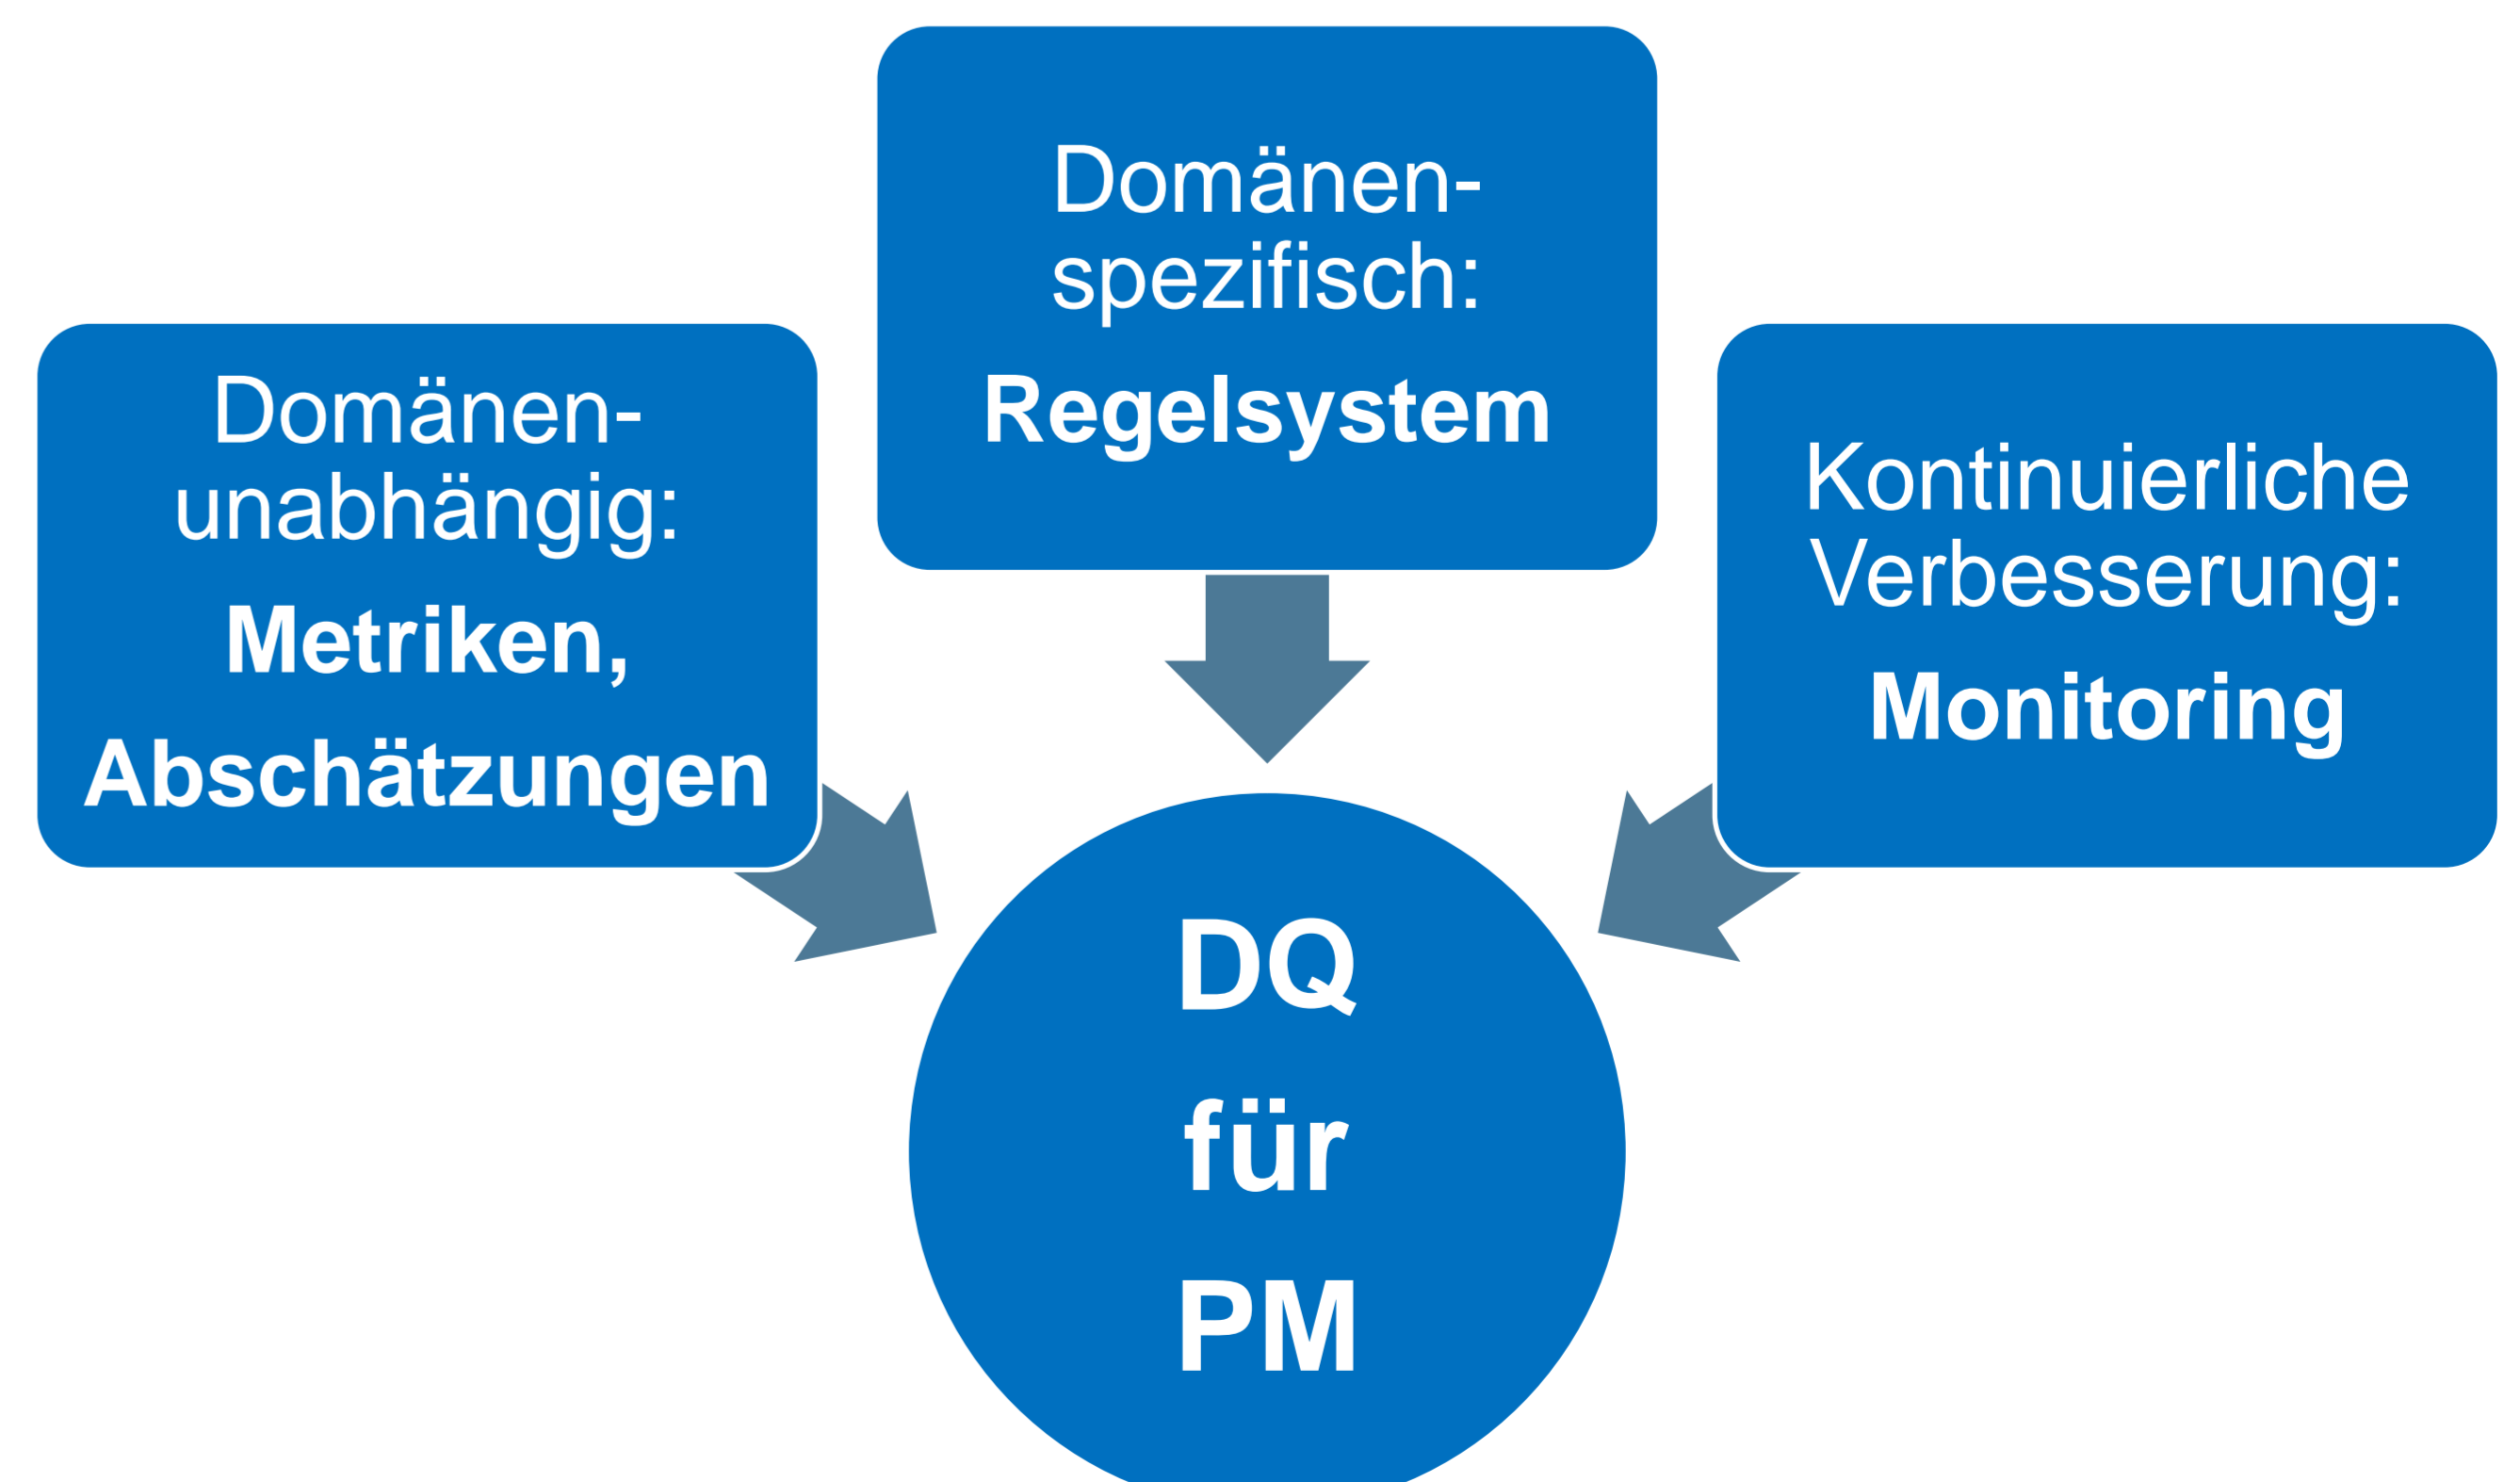 Domänen-
unabhängig:
Metriken,
Abschätzungen
Domänen-
spezifisch:
Regelsystem
Kontinuierliche
Verbesserung:
Monitoring
DQ
für
PM